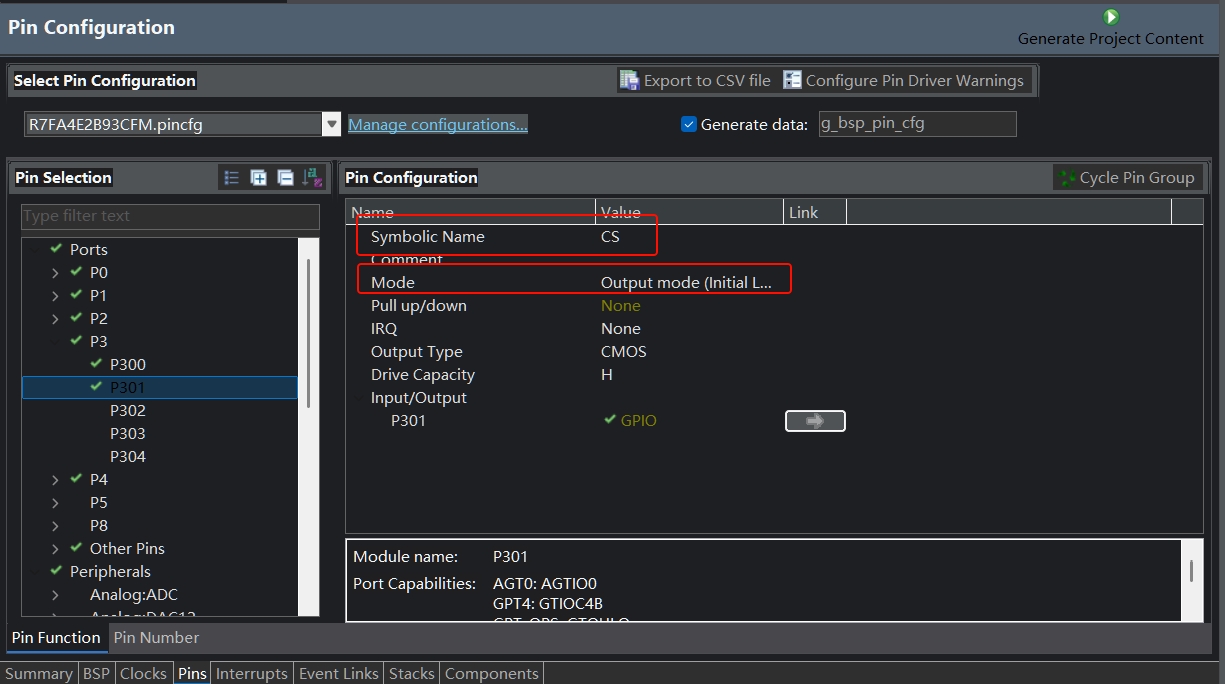 Pin Configuration
Generate Project Content
Select Pin Configuration
Export to CSV file
Configure Pin Driver Warnings
R7FA4E2B93CFM.pincfg
Manage configurations...
Generate data:
g_bsp_pin_cfg
Pin Selection
Type filter text
Ports
P0
P1
P2
P3
P300
P301
P302
P303
P304
P4
P5
P8
Other Pins
Peripherals
Analog:ADC
Analog:DAC12
Pin Configuration
Cycle Pin Group
Name Value Link
Symbolic Name CS
Comment
Mode Output mode (Initial L...
Pull up/down None
IRQ None
Output Type CMOS
Drive Capacity H
Input/Output
P301 GPIO
Module name: P301
Port Capabilities: AGT0: AGTIO0
GPT4: GTIOC4B
Pin Function Pin Number
Summary BSP Clocks Pins Interrupts Event Links Stacks Components